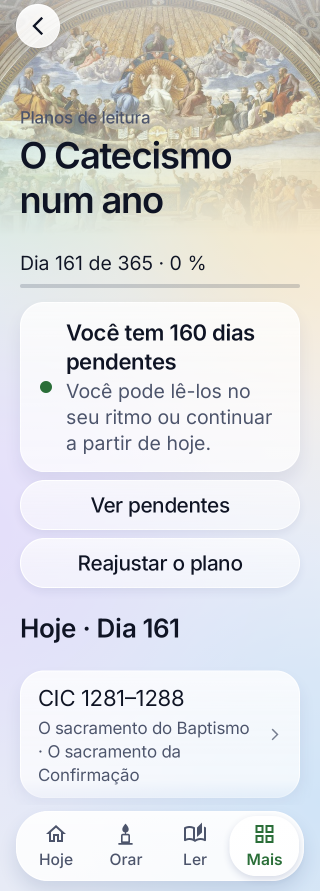 Planos de leitura
O Catecismo
num ano
Dia 161 de 365 · 0 %
Você tem 160 dias
pendentes
Você pode lê-los no
seu ritmo ou continuar
a partir de hoje.
Ver pendentes
Reajustar o plano
Hoje · Dia 161
CIC 1281–1288
O sacramento do Baptismo
· O sacramento da
Confirmação
Hoje
Orar
Ler
Mais